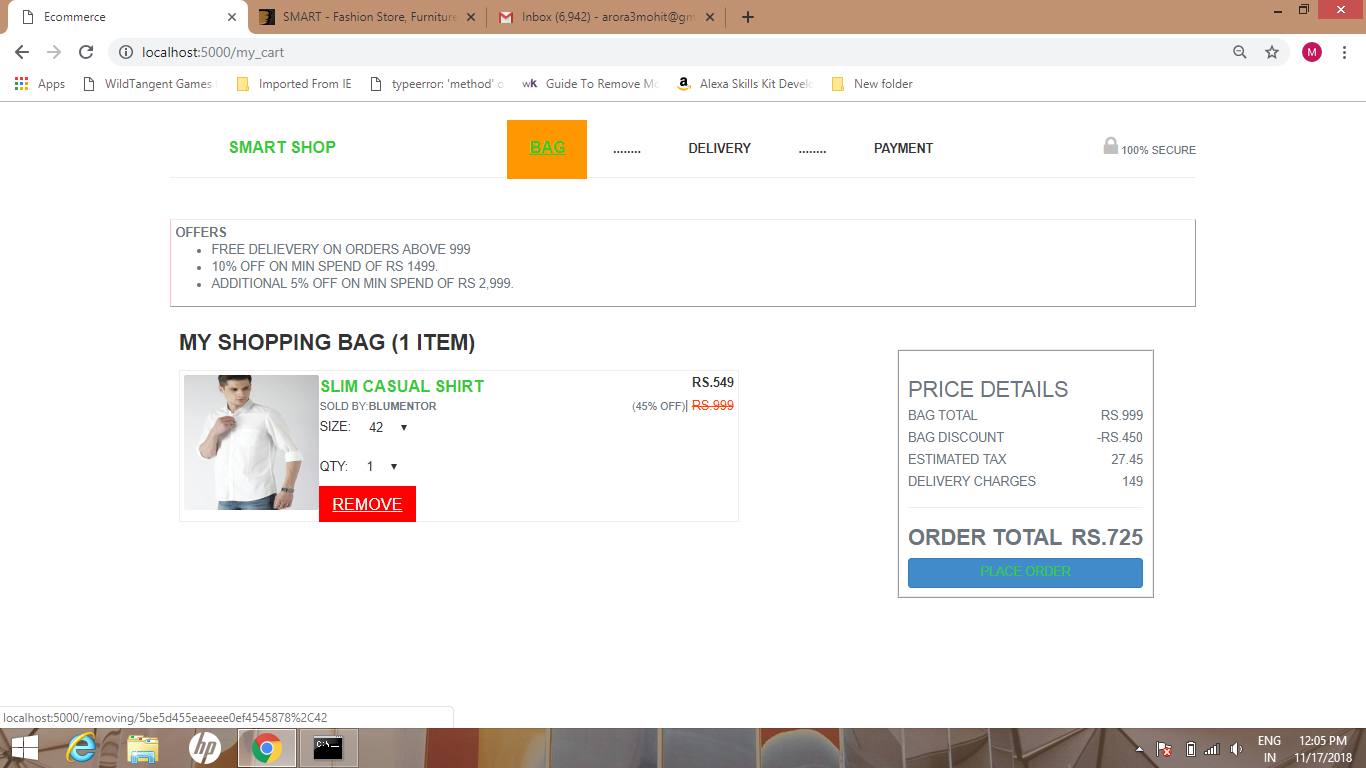 Ecommerce
SMART - Fashion Store, Furniture
Inbox (6,942) - arora3mohit@gm
localhost:5000/my_cart
M
Apps
WildTangent Games
Imported From IE
typeerror: 'method' o
wk Guide To Remove Mo
a Alexa Skills Kit Devel
New folder
SMART SHOP
BAG
........
DELIVERY
........
PAYMENT
100% SECURE
OFFERS
• FREE DELIEVERY ON ORDERS ABOVE 999
• 10% OFF ON MIN SPEND OF RS 1499.
• ADDITIONAL 5% OFF ON MIN SPEND OF RS 2,999.
MY SHOPPING BAG (1 ITEM)
SLIM CASUAL SHIRT
RS.549
SOLD BY:BLUMENTOR
(45% OFF)| RS.999
SIZE: 42
QTY: 1
REMOVE
PRICE DETAILS
BAG TOTAL RS.999
BAG DISCOUNT -RS.450
ESTIMATED TAX 27.45
DELIVERY CHARGES 149
ORDER TOTAL RS.725
PLACE ORDER
localhost:5000/removing/5be5d455eaeeee0ef4545878%2C42
hp
C:\.
ENG
IN
12:05 PM
11/17/2018